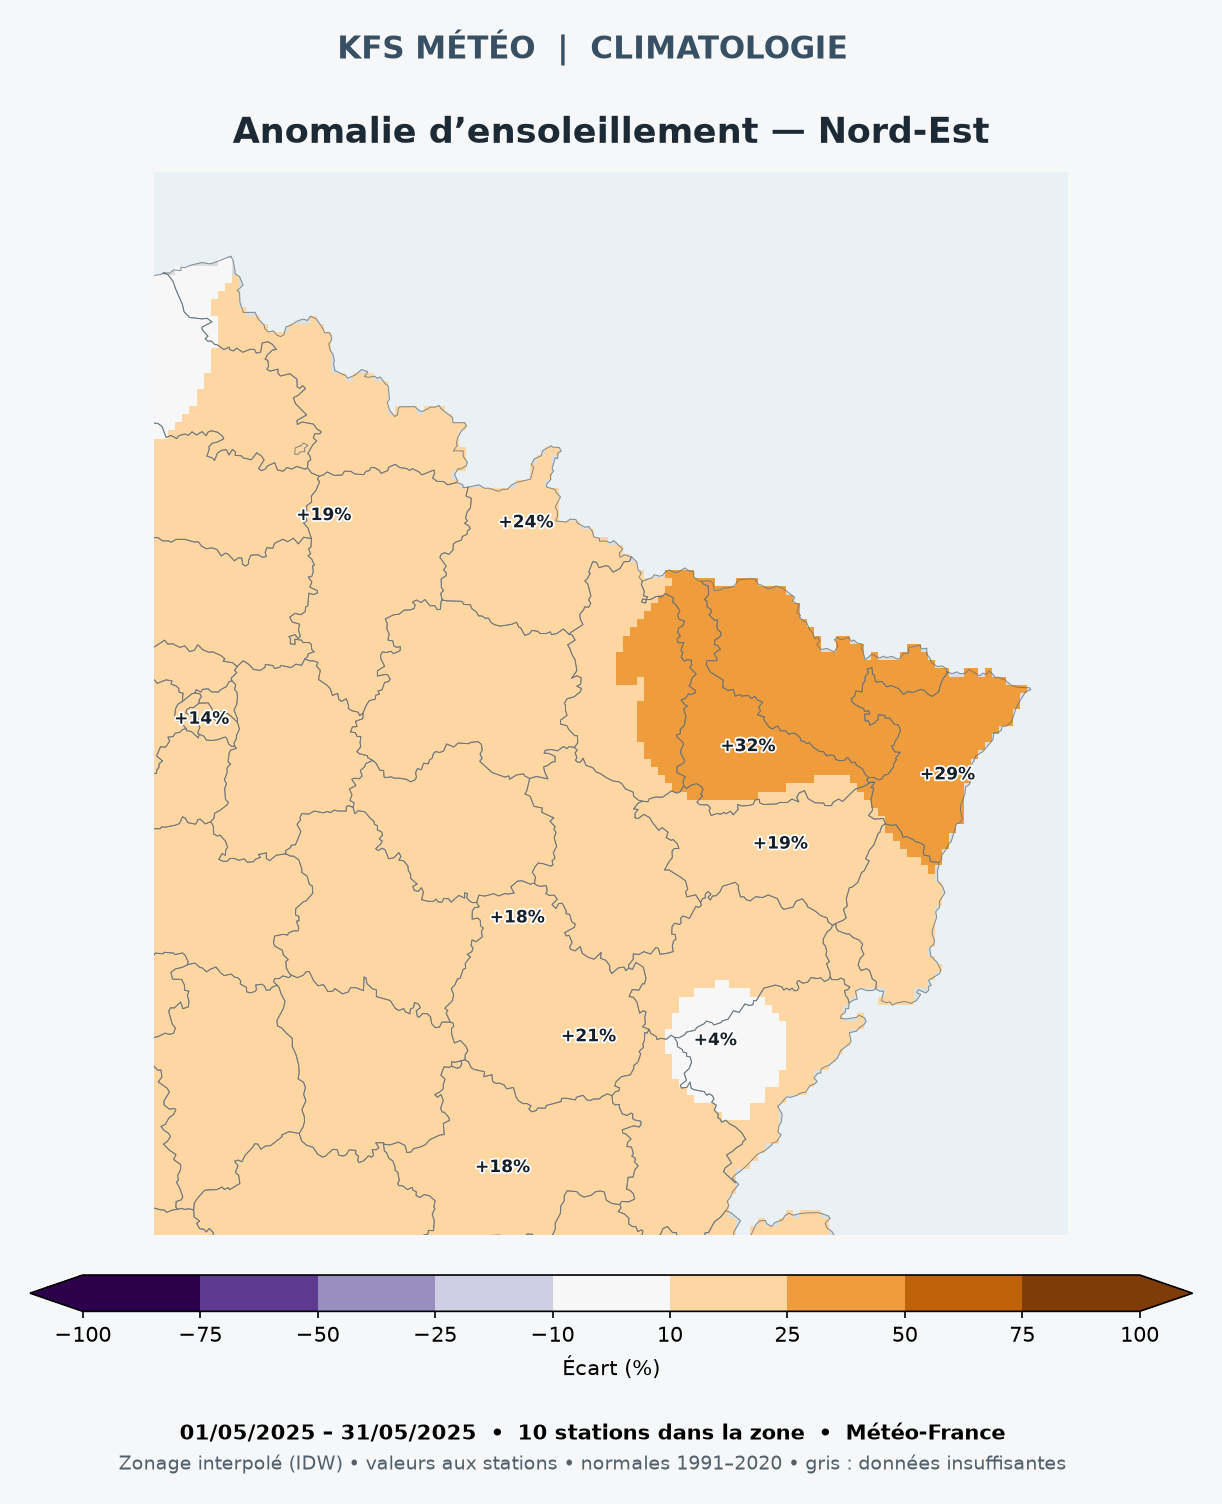 KFS MÉTÉO | CLIMATOLOGIE
Anomalie d’ensoleillement — Nord-Est
+19%
+24%
+14%
+32%
+29%
+19%
+18%
+21%
+4%
+18%
−100 −75 −50 −25 −10 10 25 50 75 100
Écart (%)
01/05/2025 – 31/05/2025 • 10 stations dans la zone • Météo-France
Zonage interpolé (IDW) • valeurs aux stations • normales 1991–2020 • gris : données insuffisantes